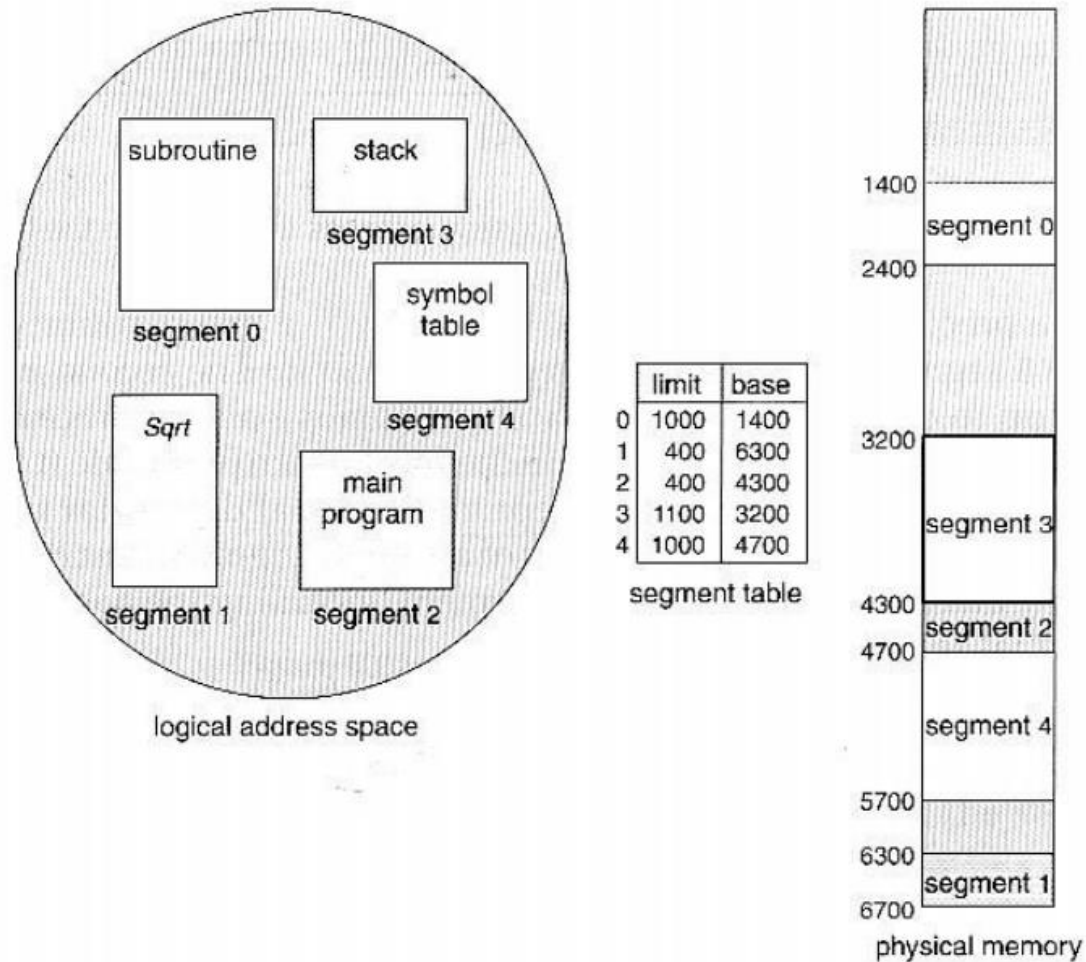 subroutine
stack
segment 3
segment 0
symbol
table
segment 4
Sqrt
main
program
segment 1
segment 2
logical address space
limit base
0 1000 1400
1 400 6300
2 400 4300
3 1100 3200
4 1000 4700
segment table
1400
segment 0
2400
3200
segment 3
4300
segment 2
4700
segment 4
5700
6300
segment 1
6700
physical memory